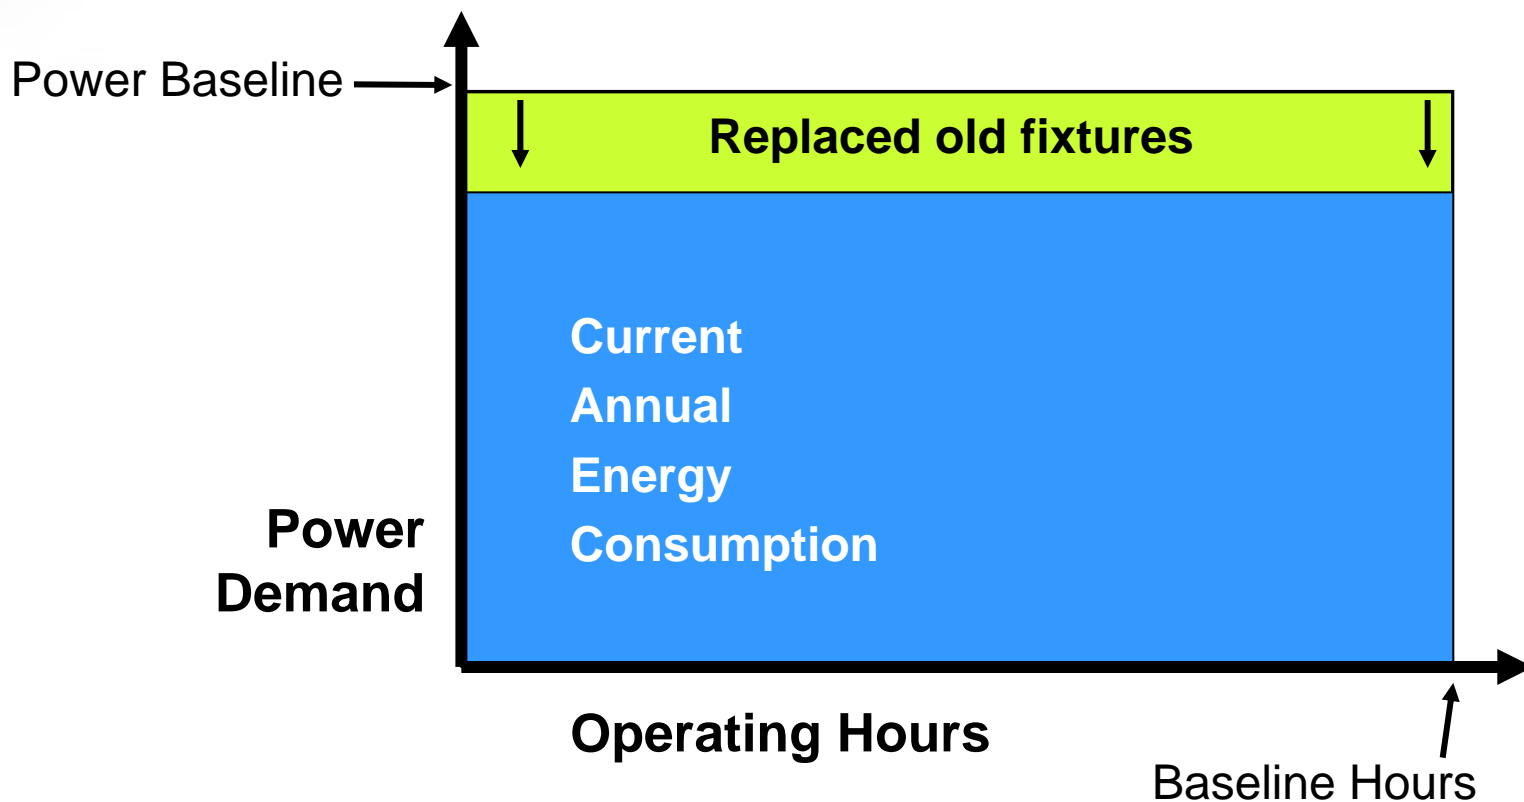 Power Baseline
Replaced old fixtures
Current
Annual
Energy
Consumption
Power
Demand
Operating Hours
Baseline Hours